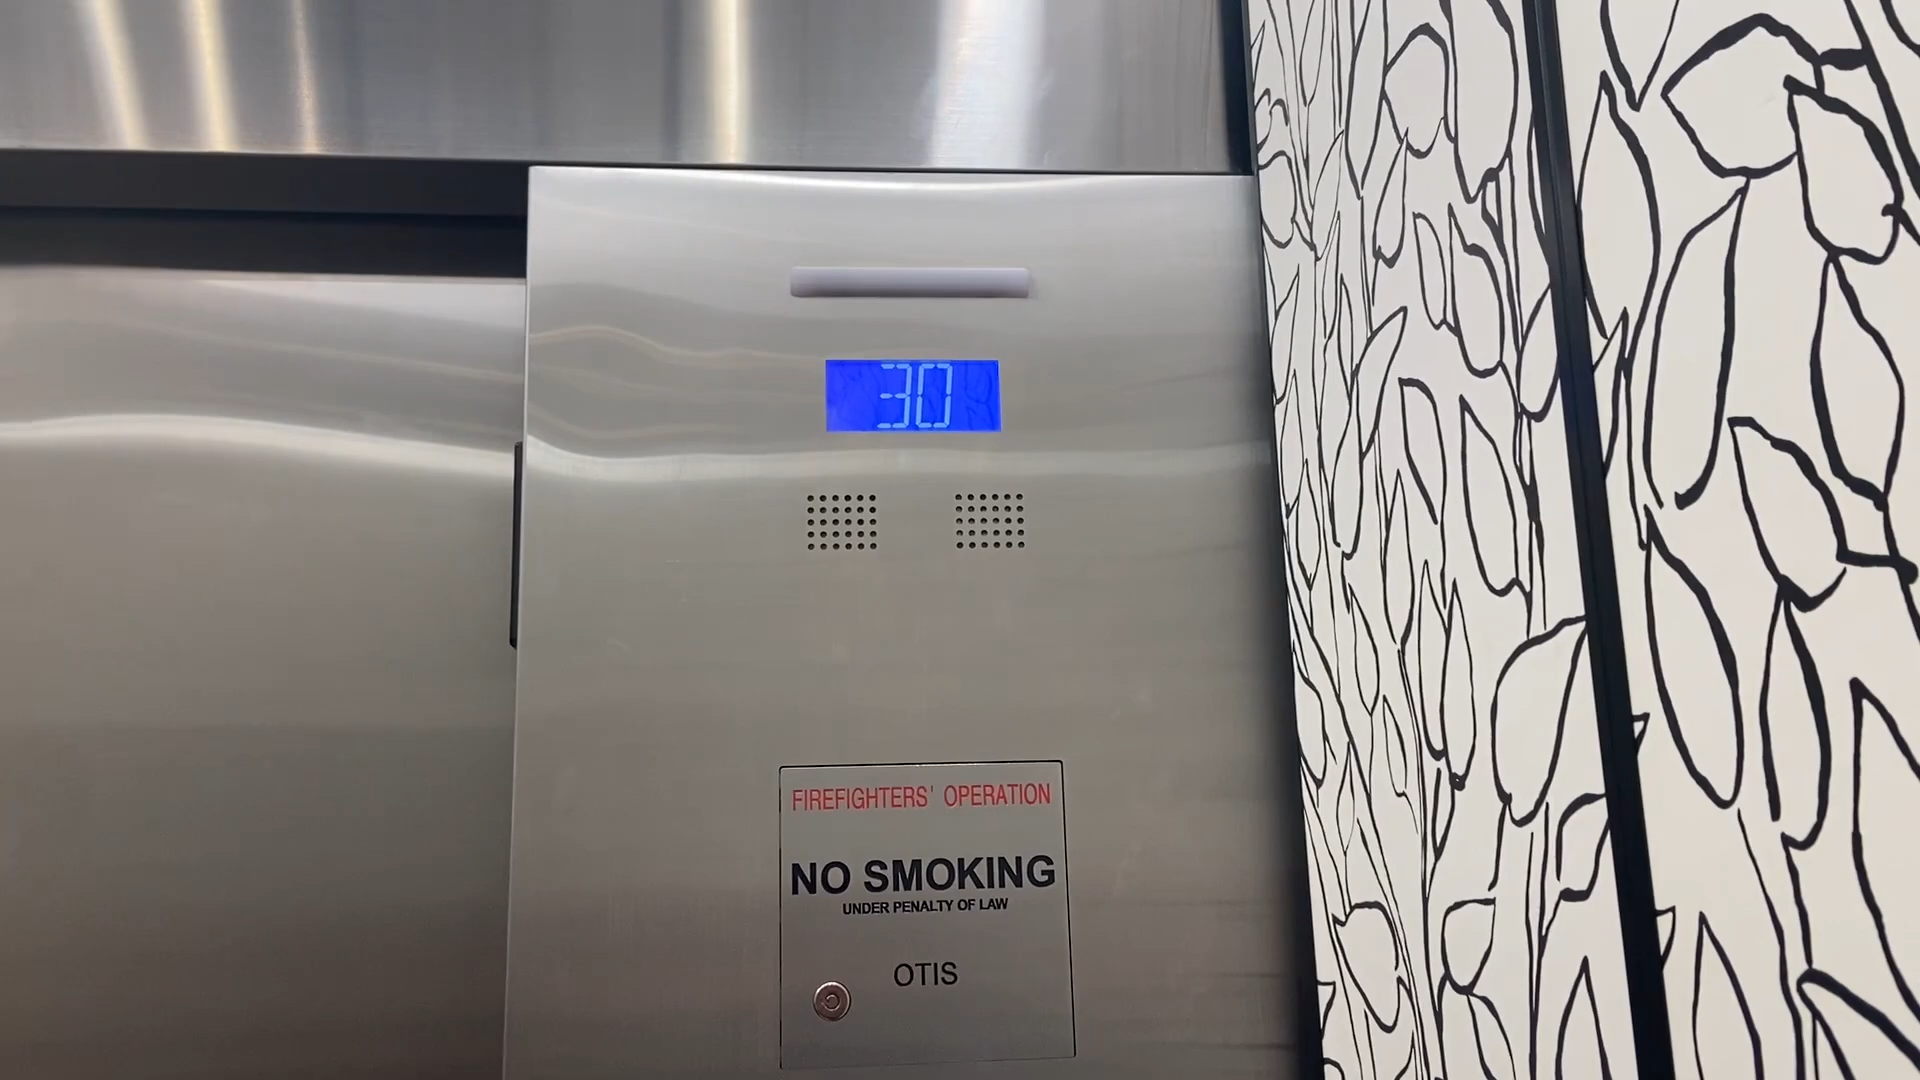 30
FIREFIGHTERS' OPERATION
NO SMOKING
UNDER PENALTY OF LAW
OTIS